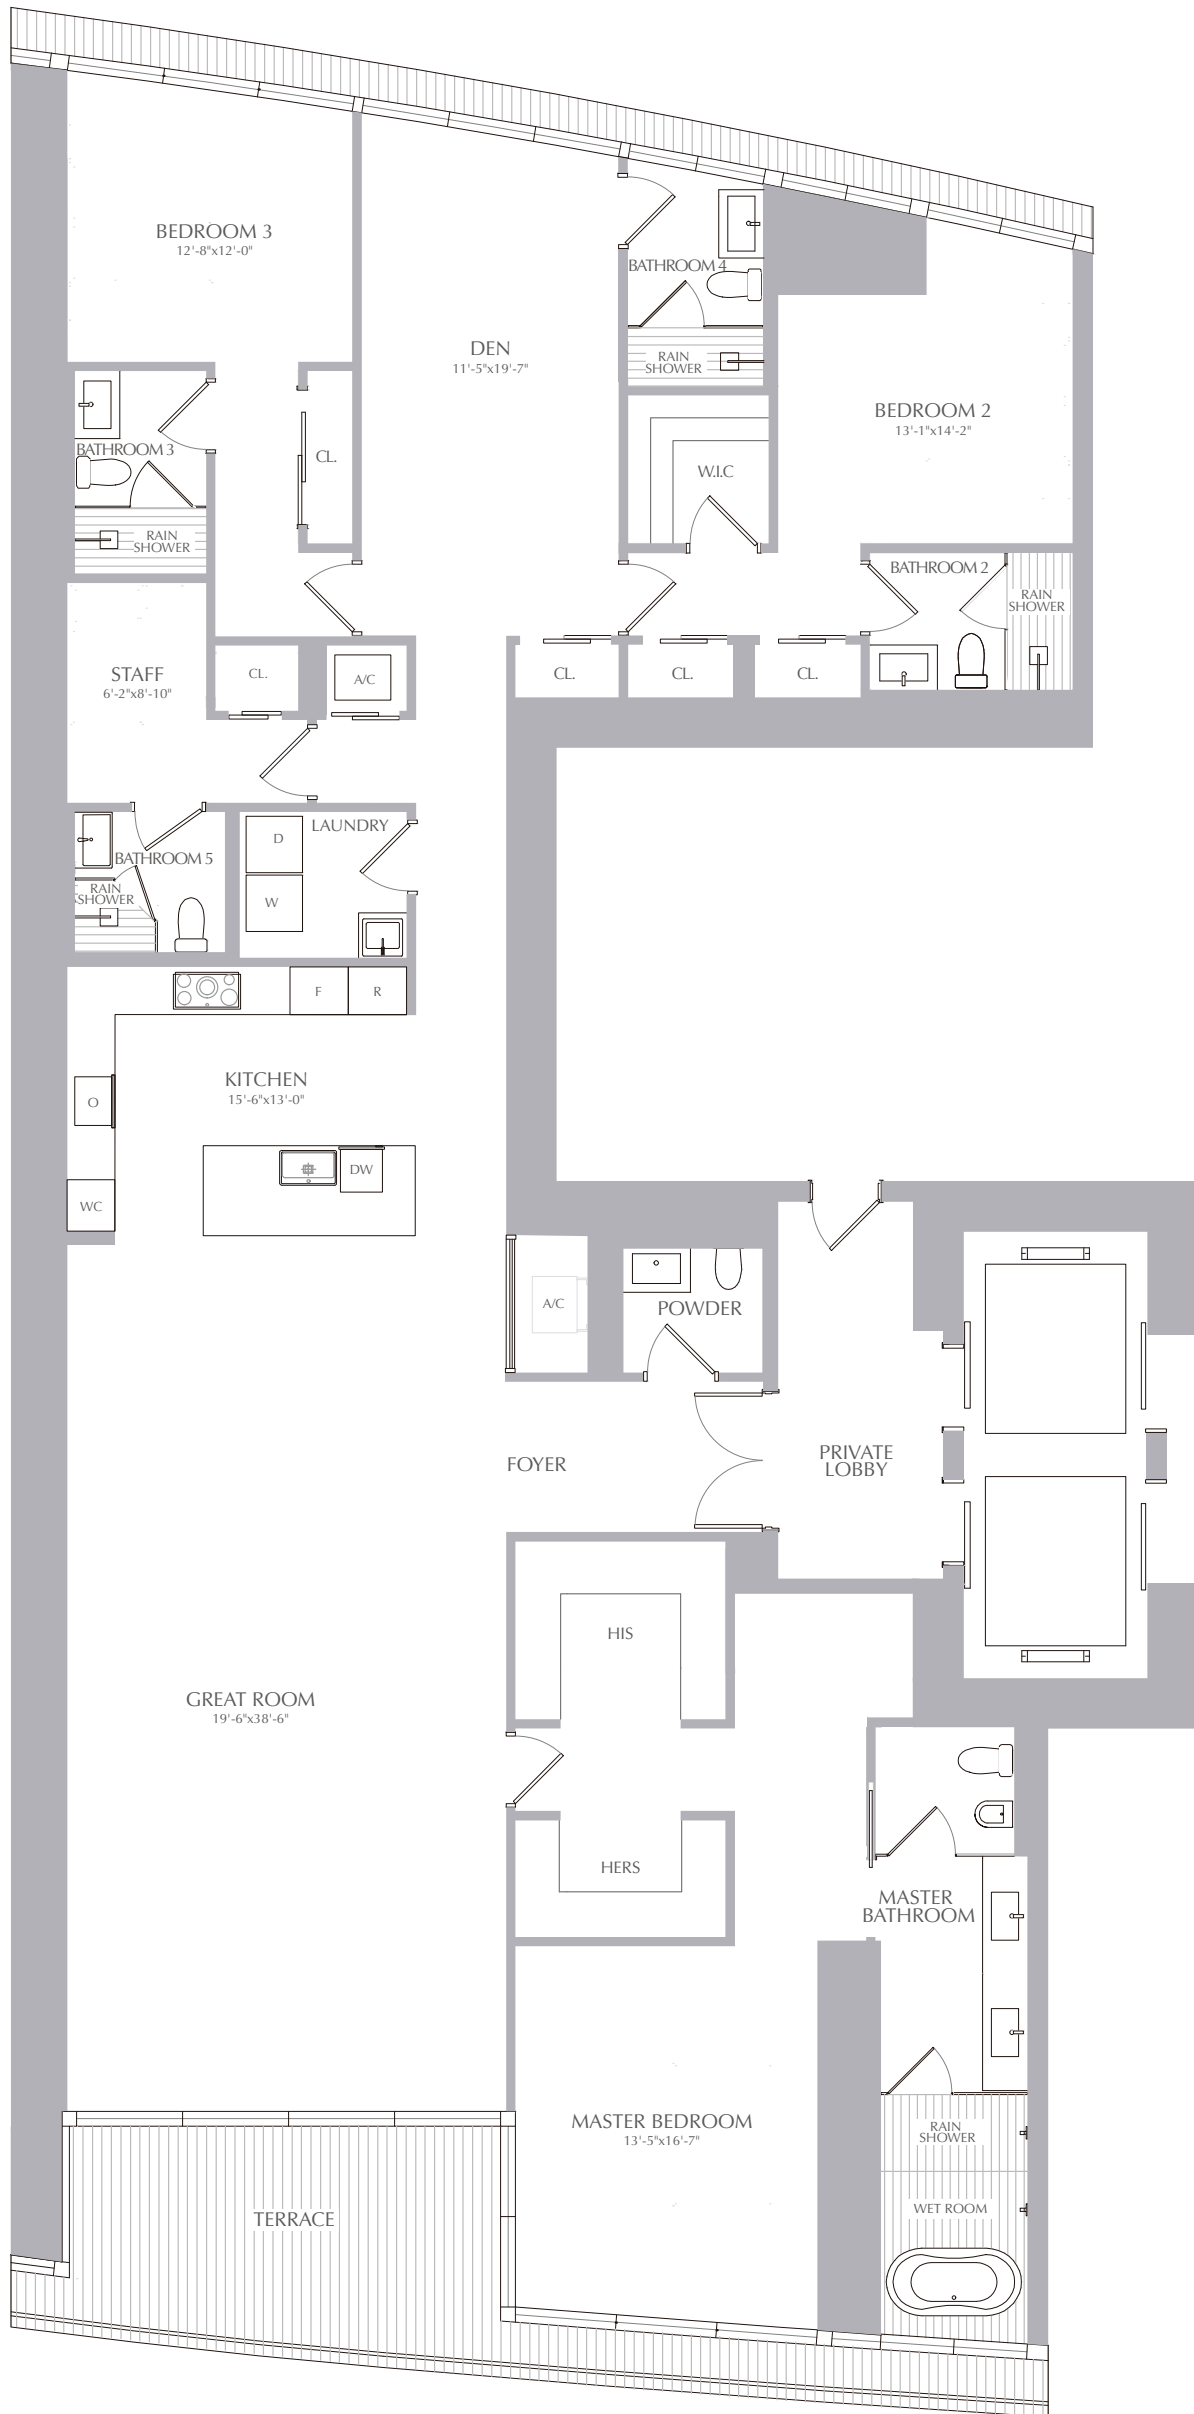 BEDROOM 3
12'-8"x12'-0"
BATHROOM 4
DEN
11'-5"x19'-7"
RAIN
SHOWER
BEDROOM 2
13'-1"x14'-2"
BATHROOM 3
CL.
W.I.C
RAIN
SHOWER
BATHROOM 2
RAIN
SHOWER
STAFF
6'-2"x8'-10"
CL.
A/C
CL.
CL.
CL.
LAUNDRY
D
BATHROOM 5
RAIN
SHOWER
W
F
R
KITCHEN
15'-6"x13'-0"
O
DW
WC
A/C
POWDER
FOYER
PRIVATE
LOBBY
HIS
GREAT ROOM
19'-6"x38'-6"
HERS
MASTER
BATHROOM
MASTER BEDROOM
13'-5"x16'-7"
RAIN
SHOWER
WET ROOM
TERRACE